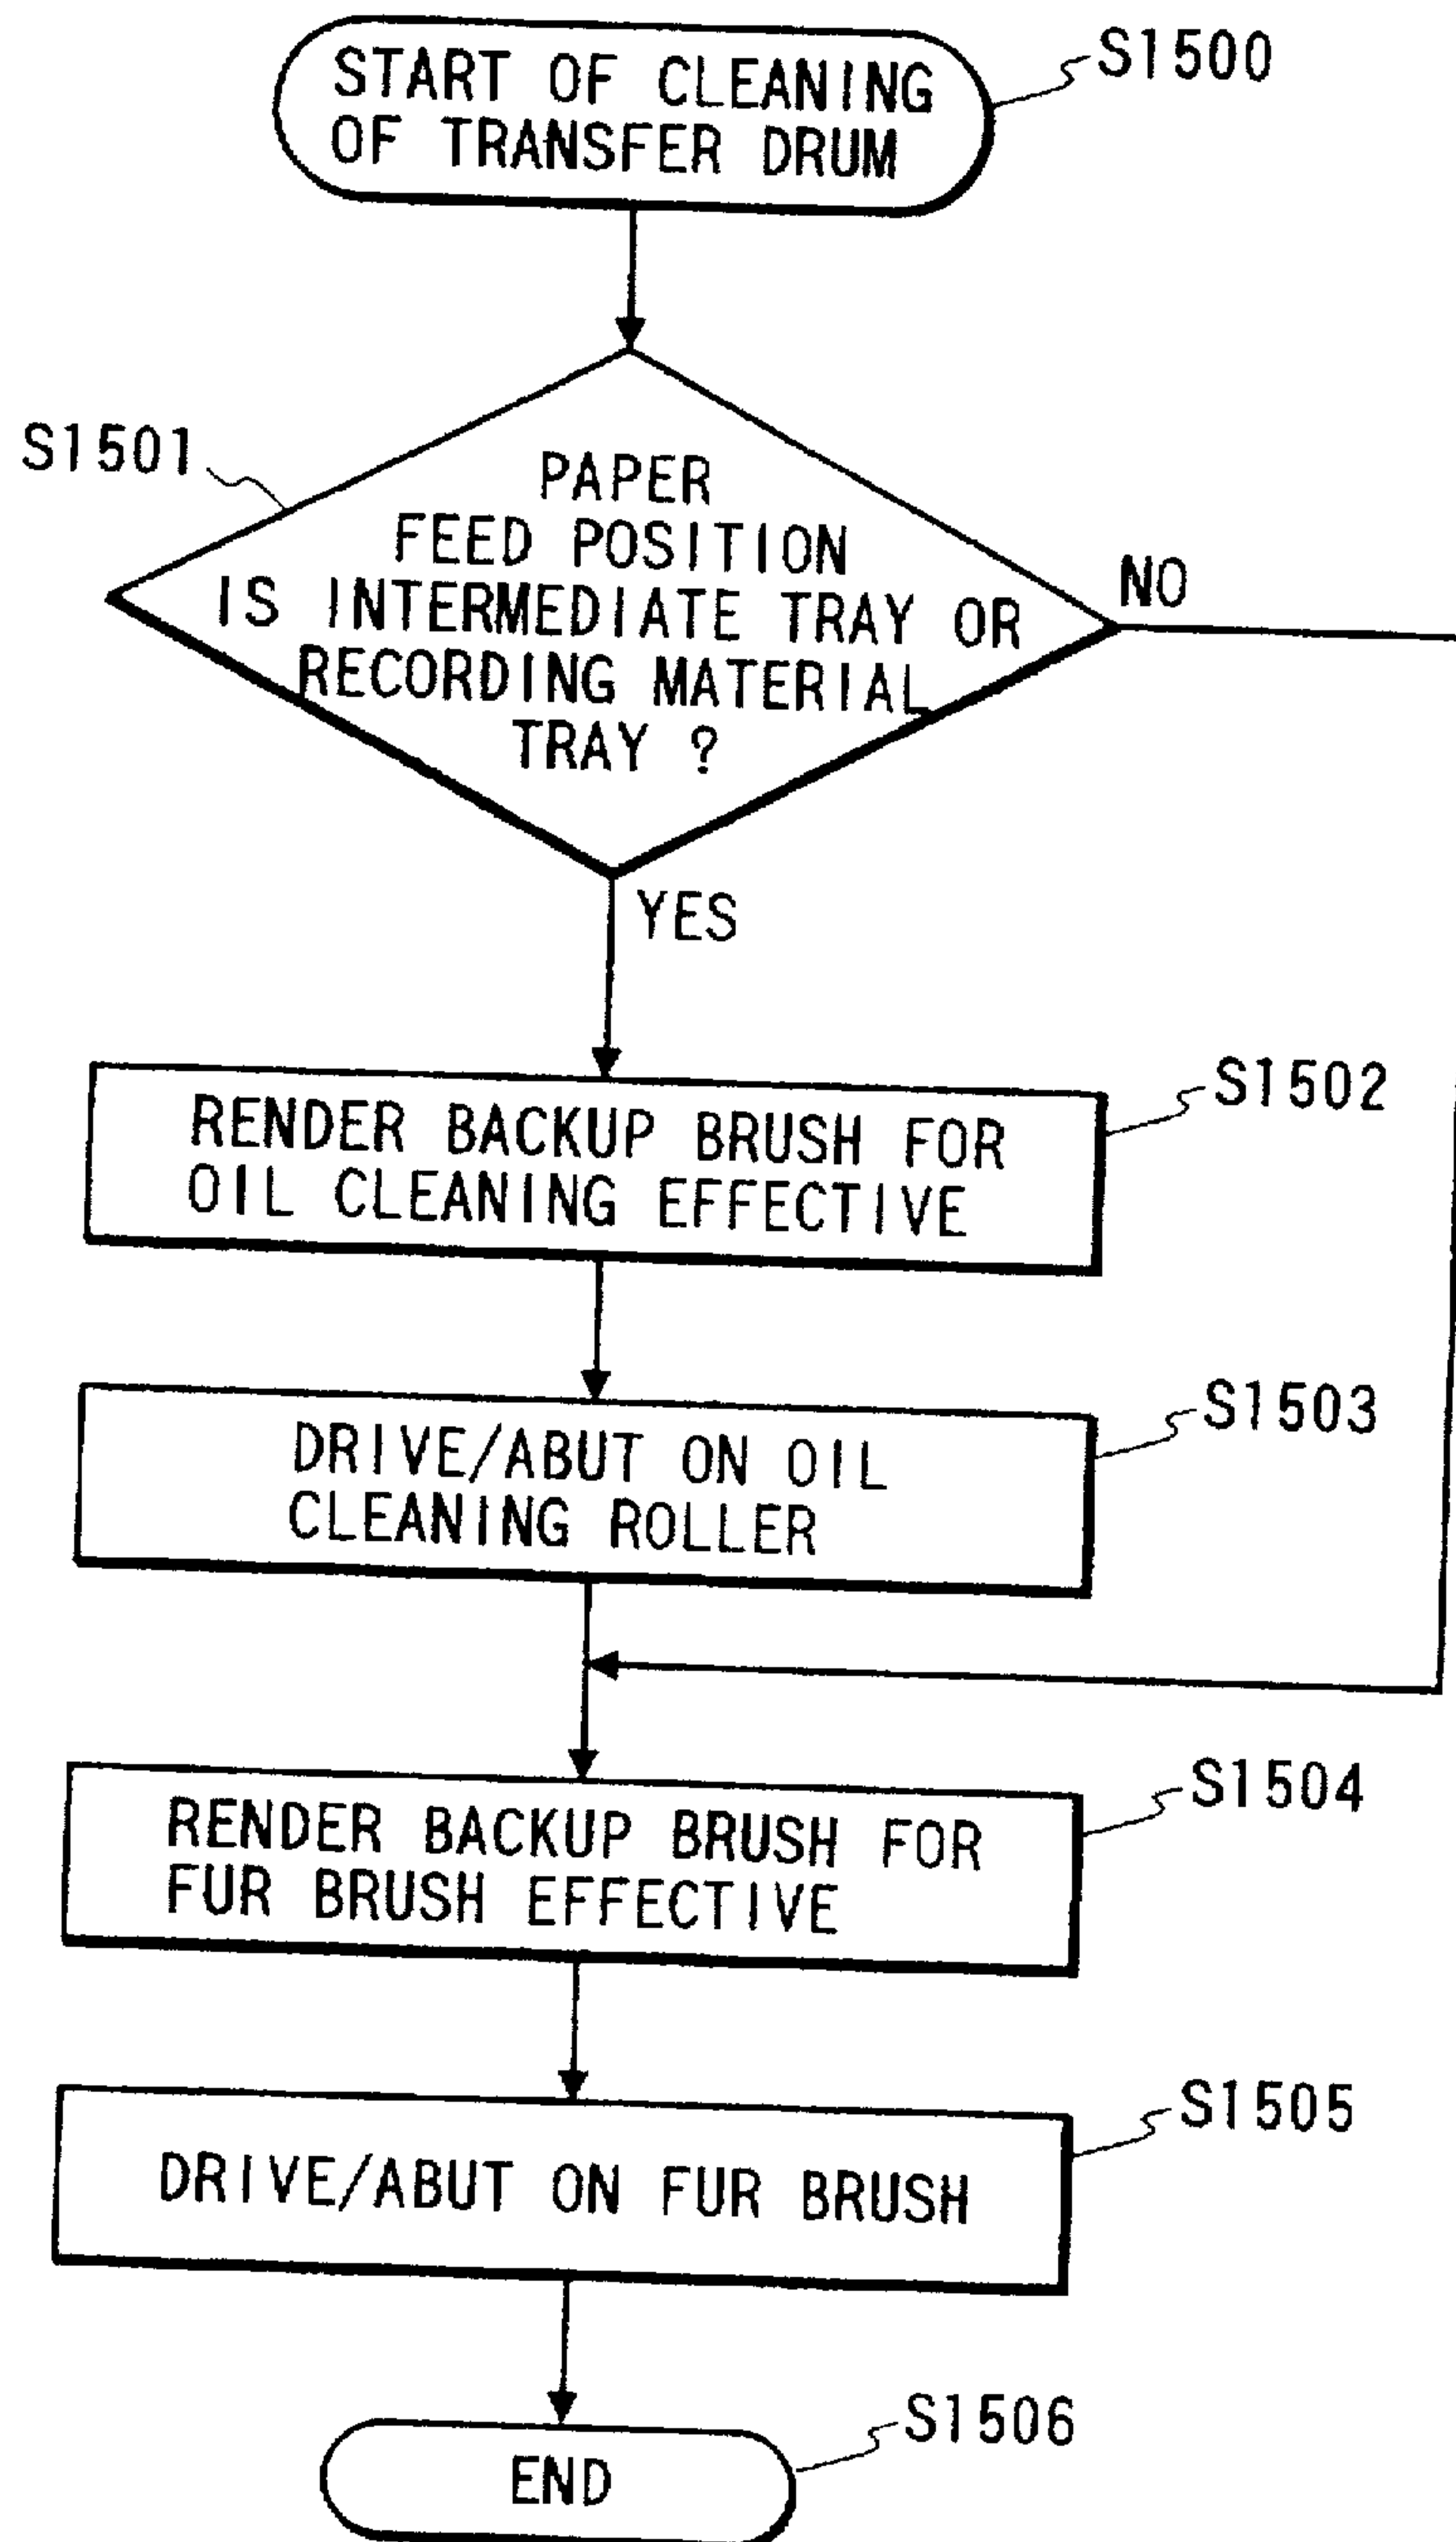 START OF CLEANING
OF TRANSFER DRUM
S1500
S1501
PAPER
FEED POSITION
IS INTERMEDIATE TRAY OR
RECORDING MATERIAL
TRAY ?
NO
YES
RENDER BACKUP BRUSH FOR
OIL CLEANING EFFECTIVE
S1502
DRIVE/ABUT ON OIL
CLEANING ROLLER
S1503
RENDER BACKUP BRUSH FOR
FUR BRUSH EFFECTIVE
S1504
DRIVE/ABUT ON FUR BRUSH
S1505
END
S1506